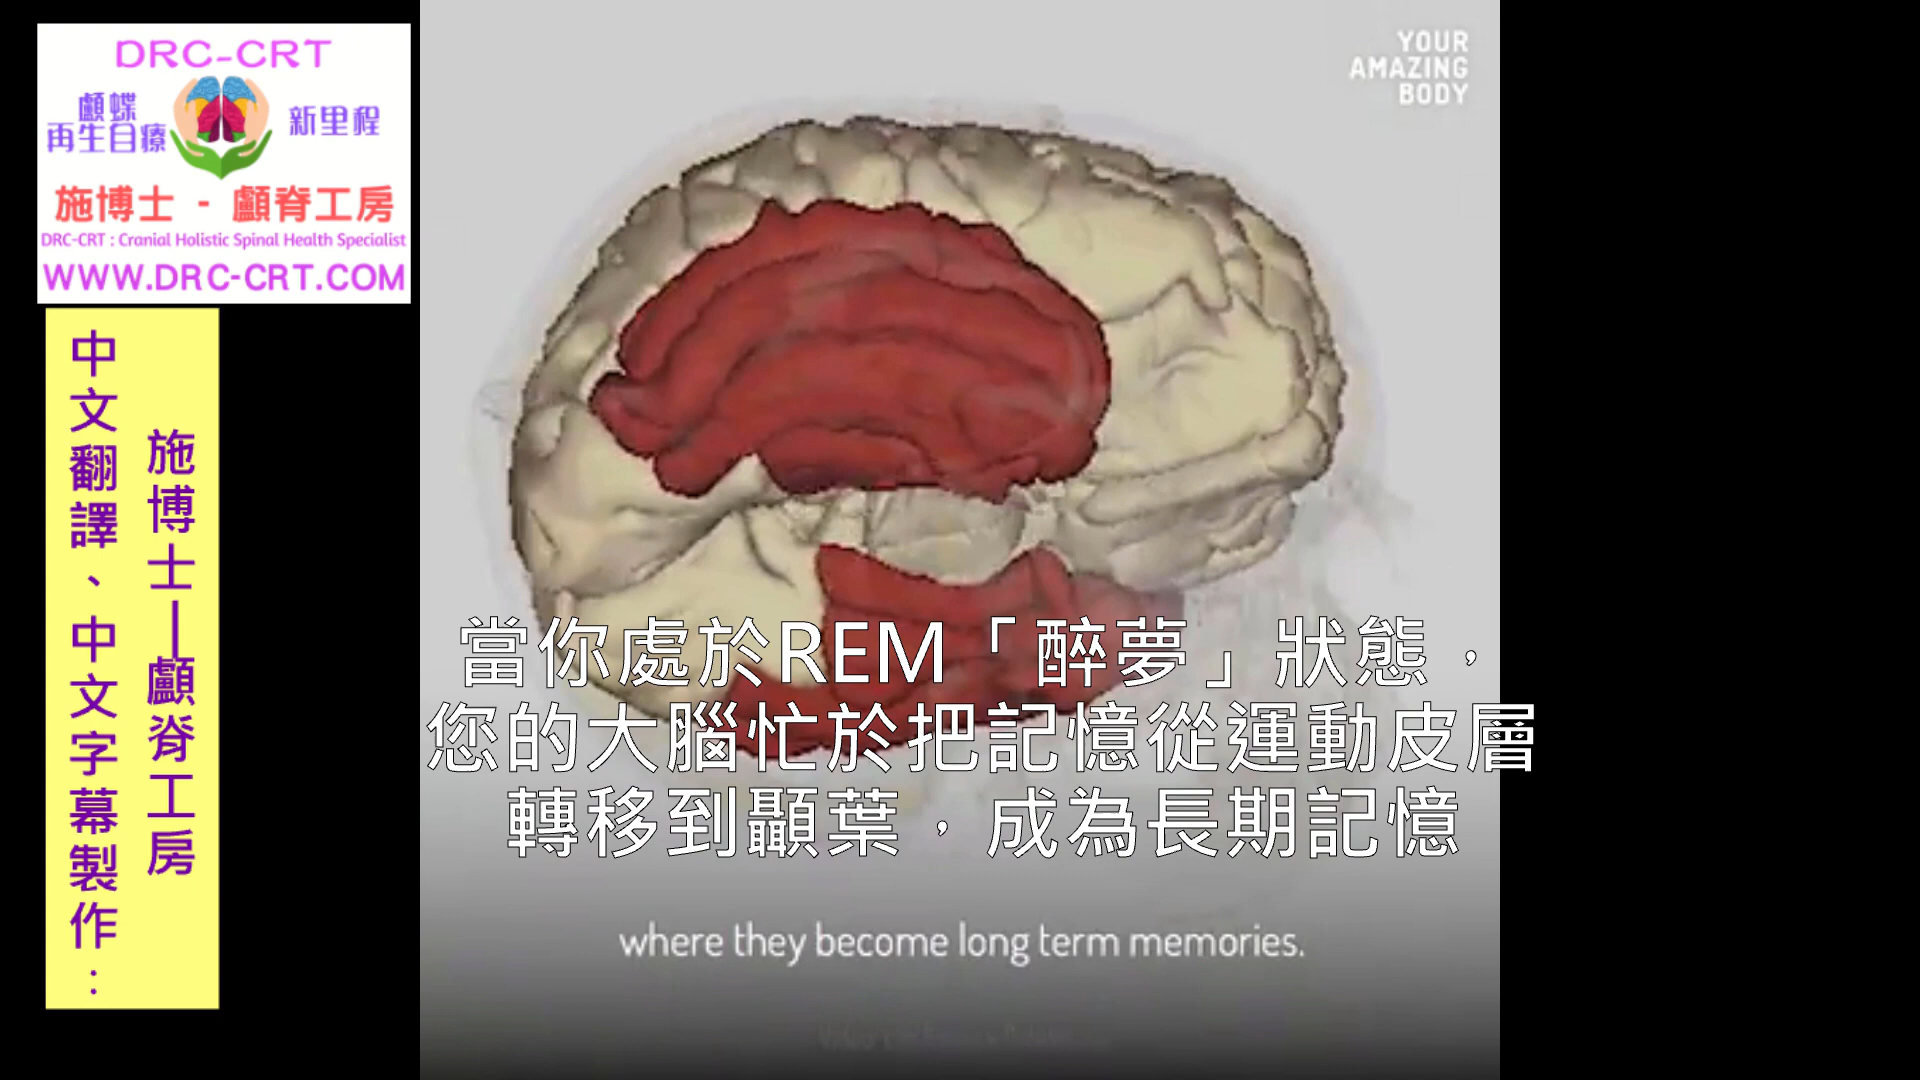 DRC-CRT
顱蝶
再生自療
新里程
施博士 - 顱脊工房
DRC-CRT : Cranial Holistic Spinal Health Specialist
WWW.DRC-CRT.COM
中文翻譯、中文字幕製作：
施博士—顱脊工房
YOUR
AMAZING
BODY
當你處於REM「醉夢」狀態，
您的大腦忙於把記憶從運動皮層
轉移到顳葉，成為長期記憶
where they become long term memories.